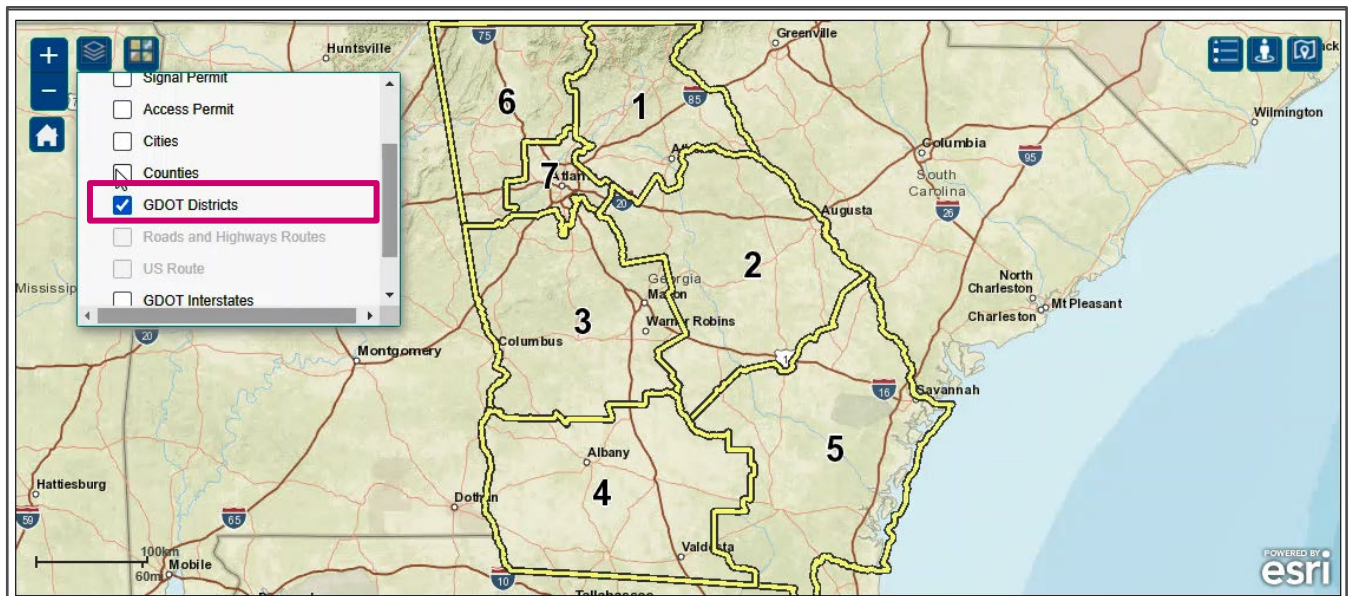 Huntsville
75
Greenville
+
−
Signal Permit
Access Permit
Cities
Counties
GDOT Districts
Roads and Highways Routes
US Route
GDOT Interstates
6
1
85
7
Wilmington
Columbia
95
South
Carolina
26
20
Augusta
2
Georgia
Macon
Warner Robins
3
North
Charleston
Charleston
Mt Pleasant
20
Montgomery
Columbus
1
16
Savannah
5
Albany
4
Hattiesburg
59
65
Dothan
Valdosta
100km
60mi
Mobile
10
POWERED BY
esri